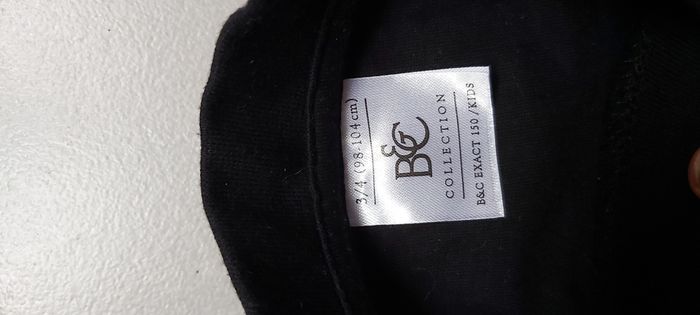 3/4 (98-104cm)
B&C
COLLECTION
B&C EXACT 150/KIDS